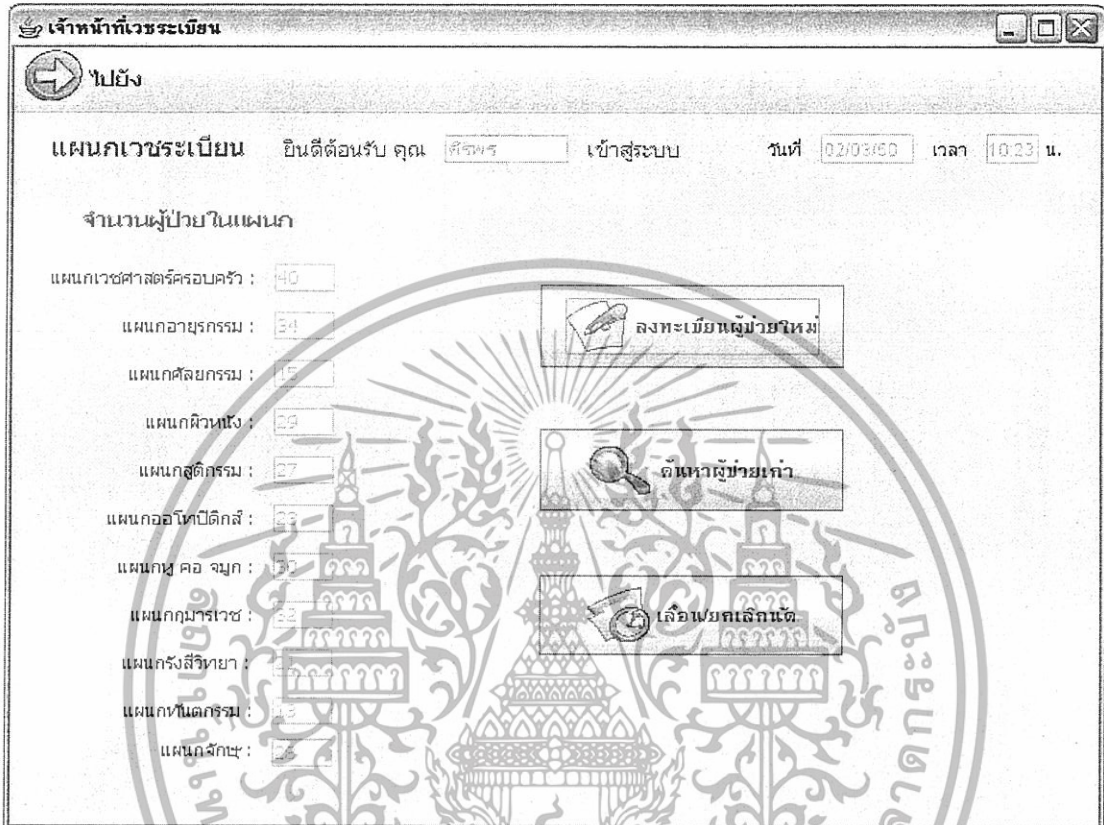 เจ้าหน้าที่เวชระเบียน
ไปยัง
แผนกเวชระเบียน ยินดีต้อนรับ คุณ ศิรพร เข้าสู่ระบบ วันที่ 02/03/50 เวลา 10:23 น.
จำนวนผู้ป่วยในแผนก
แผนกเวชศาสตร์ครอบครัว : 40
แผนกอายุรกรรม : 34
แผนกศัลยกรรม : 15
แผนกผิวหนัง : 29
แผนกสูติกรรม : 27
แผนกออโทปิดิกส์ : 23
แผนกหู คอ จมูก : 30
แผนกกุมารเวช : 32
แผนกรังสีวิทยา :
แผนกทันตกรรม : 13
แผนกจักษุ :
ลงทะเบียนผู้ป่วยใหม่
ค้นหาผู้ป่วยเก่า
เลื่อน/ยกเลิกนัด